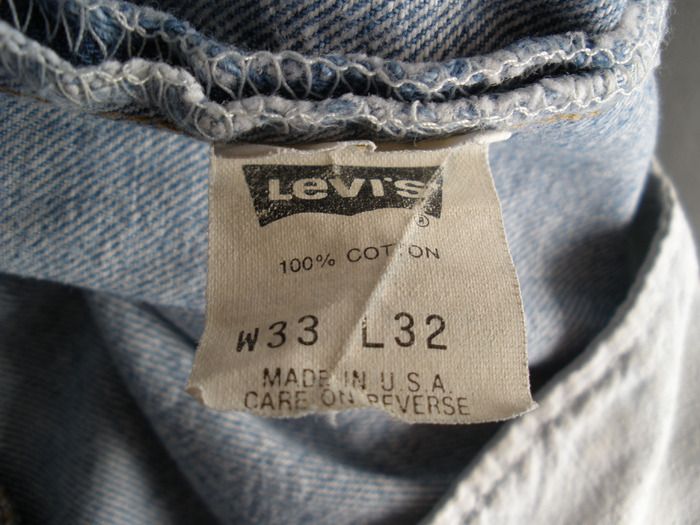 Levi's ®
100% COTTON
W33 L32
MADE IN U.S.A.
CARE ON REVERSE